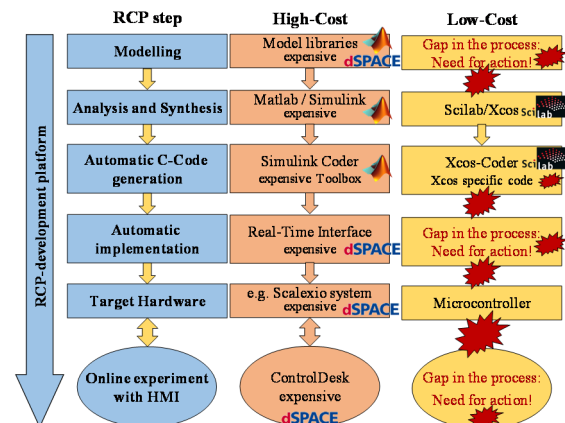 RCP step
High-Cost
Low-Cost
RCP-development platform
Modelling
Model libraries
expensive
dSPACE
Gap in the process:
Need for action!
Analysis and Synthesis
Matlab / Simulink
expensive
Scilab/Xcos
Scilab
Automatic C-Code
generation
Simulink Coder
expensive Toolbox
Xcos-Coder
Scilab
Xcos specific code
Automatic
implementation
Real-Time Interface
expensive
dSPACE
Gap in the process:
Need for action!
Target Hardware
e.g. Scalexio system
expensive
dSPACE
Microcontroller
Online experiment
with HMI
ControlDesk
expensive
dSPACE
Gap in the process:
Need for action!